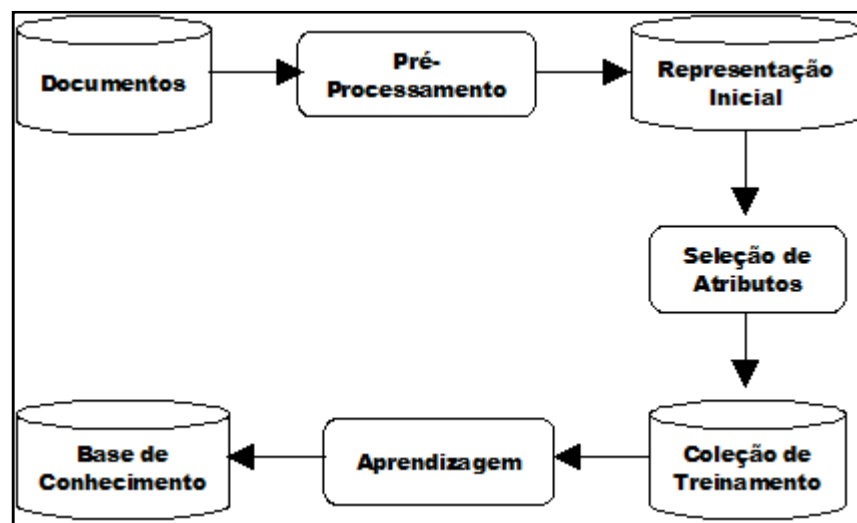 Documentos
Pré-
Processamento
Representação
Inicial
Seleção de
Atributos
Coleção de
Treinamento
Aprendizagem
Base de
Conhecimento